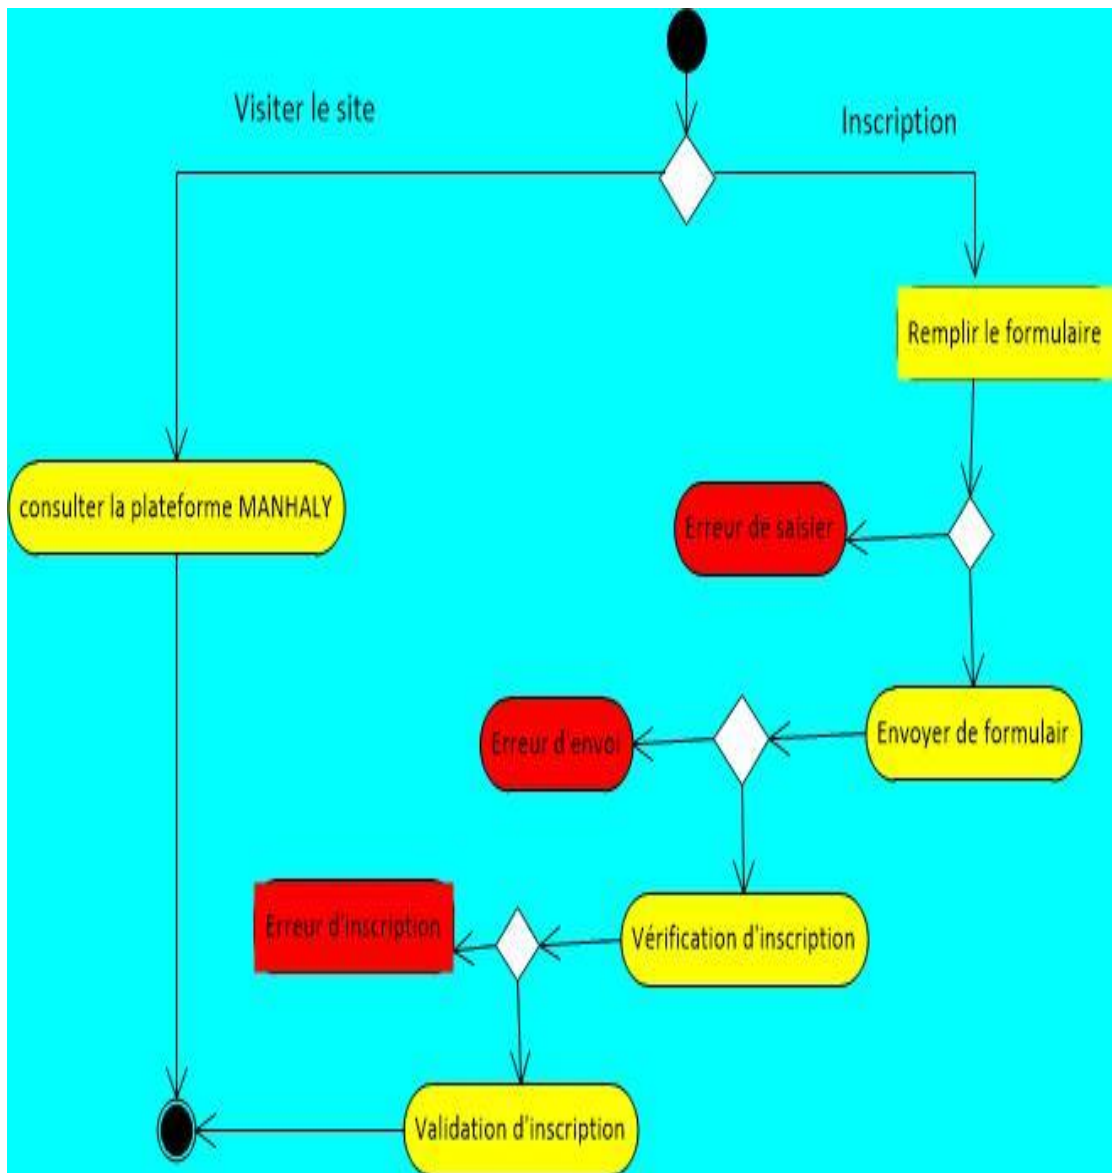 Visiter le site
Inscription
Remplir le formulaire
consulter la plateforme MANHALY
Erreur de saisier
Envoyer de formulair
Erreur d'envoi
Vérification d'inscription
Erreur d'inscription
Validation d'inscription